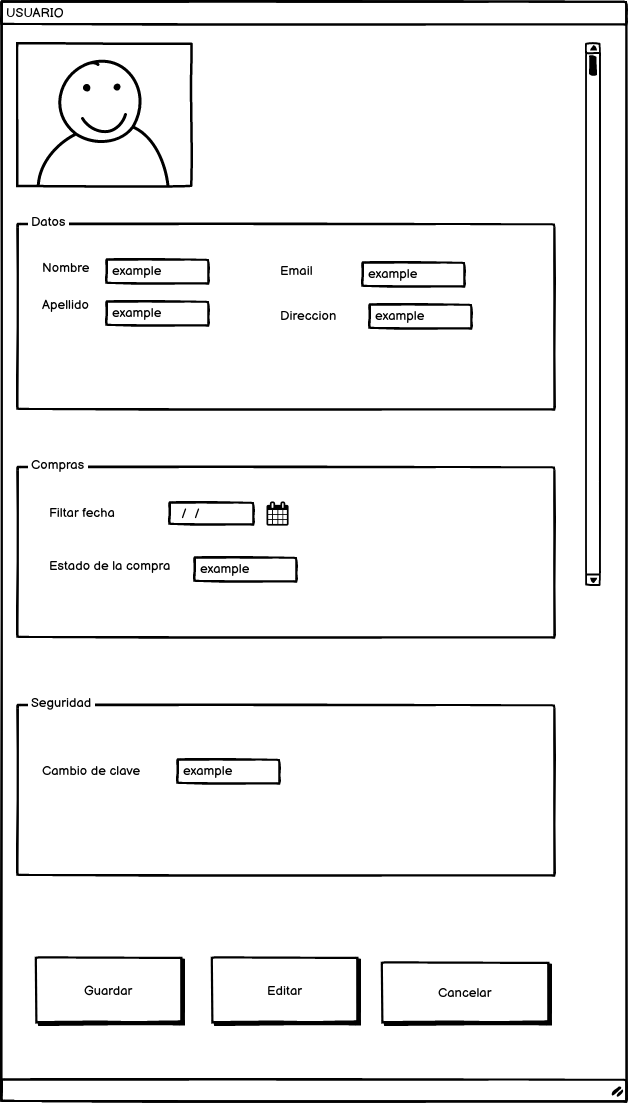 USUARIO
Datos
Nombre example Email example
Apellido example Direccion example
Compras
Filtar fecha / /
Estado de la compra example
Seguridad
Cambio de clave example
Guardar Editar Cancelar